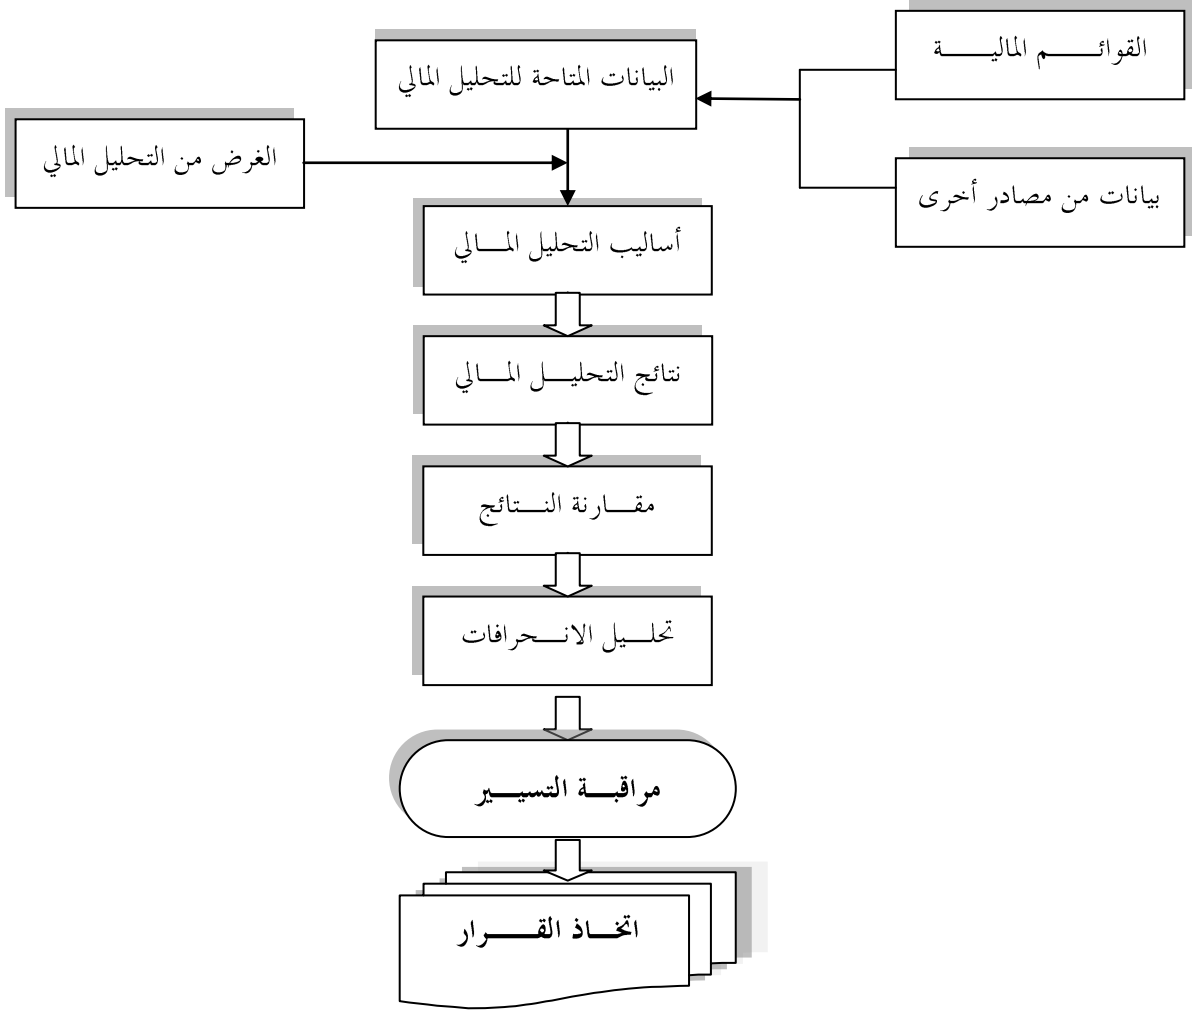 القوائم المالية
البيانات المتاحة للتحليل المالي
الغرض من التحليل المالي
بيانات من مصادر أخرى
أساليب التحليل المالي
نتائج التحليل المالي
مقارنة النتائج
تحليل الانحرافات
مراقبة التسيير
اتخاذ القرار